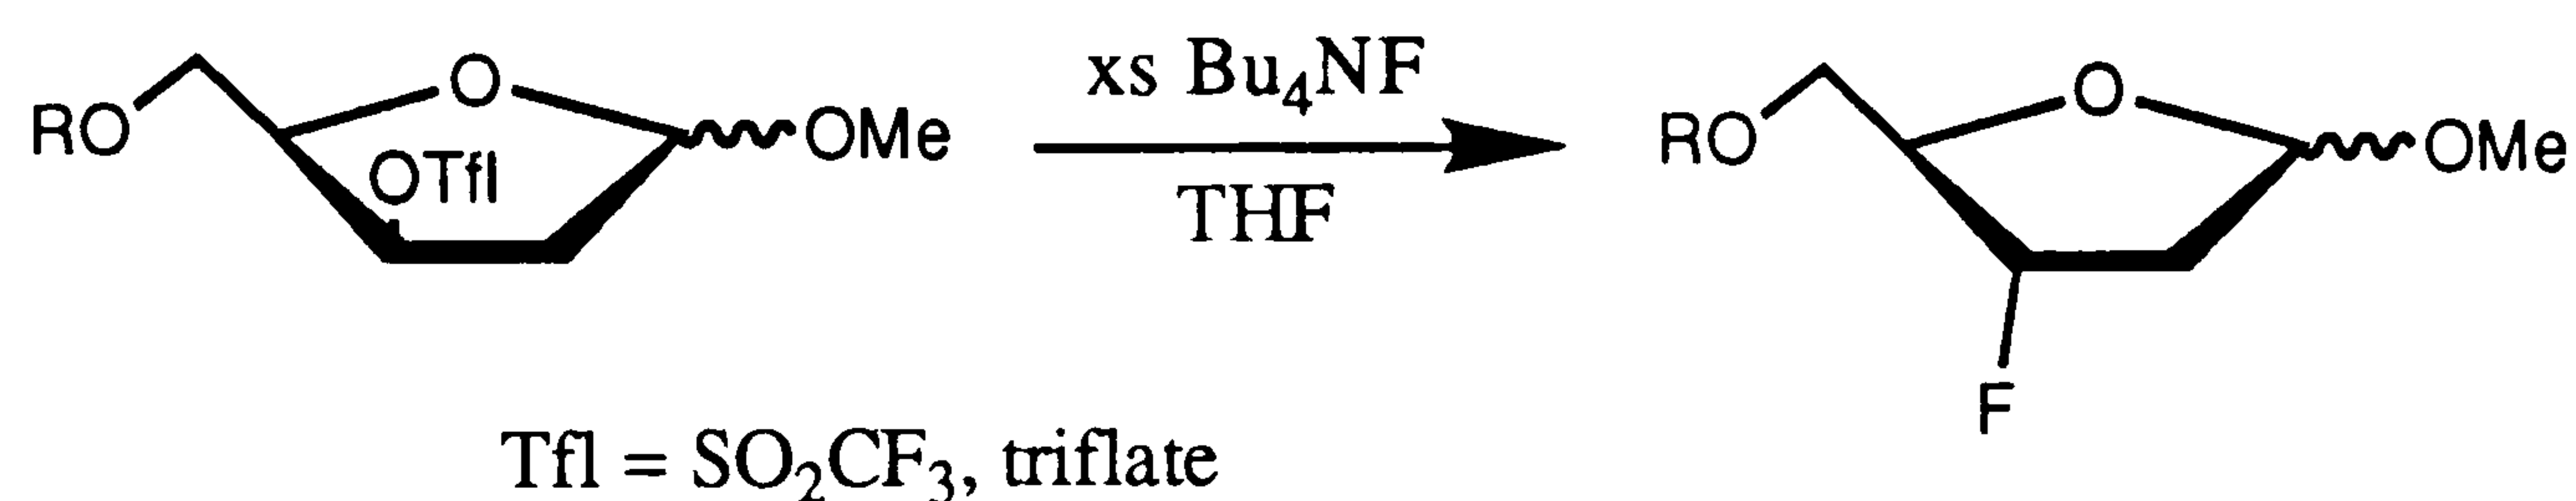 O
RO
OTfl
OMe
xs Bu₄NF
THF
O
RO
OMe
F
Tfl = SO₂CF₃, triflate